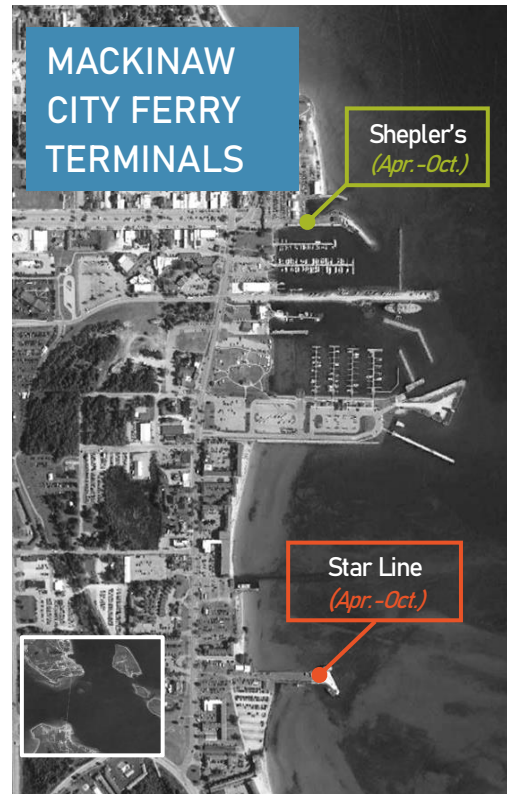 MACKINAW
CITY FERRY
TERMINALS
Shepler's
(Apr.-Oct.)
Star Line
(Apr.-Oct.)